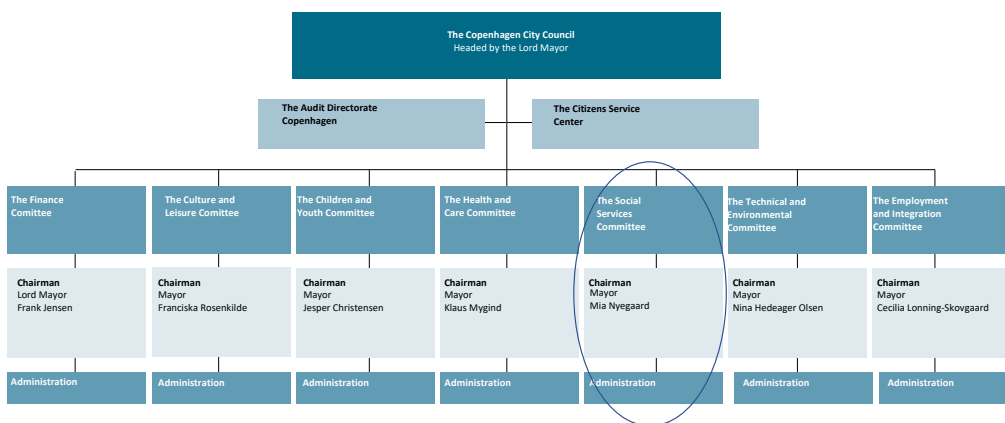 The Copenhagen City Council
Headed by the Lord Mayor
The Audit Directorate
Copenhagen
The Citizens Service
Center
The Finance
Comittee
The Culture and
Leisure Comittee
The Children and
Youth Committee
The Health and
Care Committee
The Social
Services
Committee
The Technical and
Environmental
Committee
The Employment
and Integration
Committee
Chairman
Lord Mayor
Frank Jensen
Chairman
Mayor
Franciska Rosenkilde
Chairman
Mayor
Jesper Christensen
Chairman
Mayor
Klaus Mygind
Chairman
Mayor
Mia Nyegaard
Chairman
Mayor
Nina Hedeager Olsen
Chairman
Mayor
Cecilia Lonning-Skovgaard
Administration
Administration
Administration
Administration
Administration
Administration
Administration